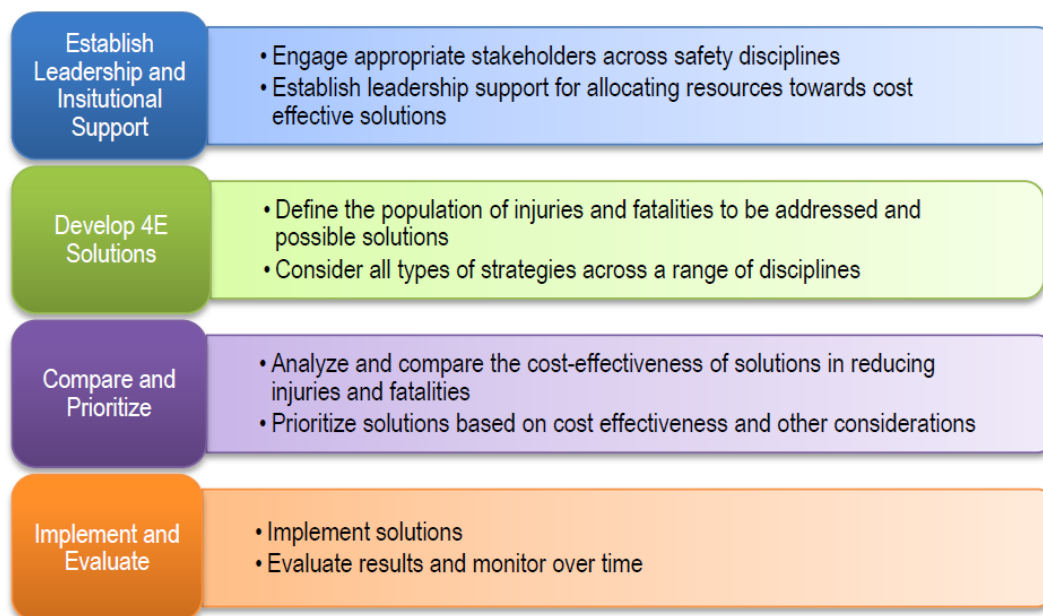 Establish
Leadership and
Insitutional
Support
• Engage appropriate stakeholders across safety disciplines
• Establish leadership support for allocating resources towards cost
effective solutions
Develop 4E
Solutions
• Define the population of injuries and fatalities to be addressed and
possible solutions
• Consider all types of strategies across a range of disciplines
Compare and
Prioritize
• Analyze and compare the cost-effectiveness of solutions in reducing
injuries and fatalities
• Prioritize solutions based on cost effectiveness and other considerations
Implement and
Evaluate
• Implement solutions
• Evaluate results and monitor over time